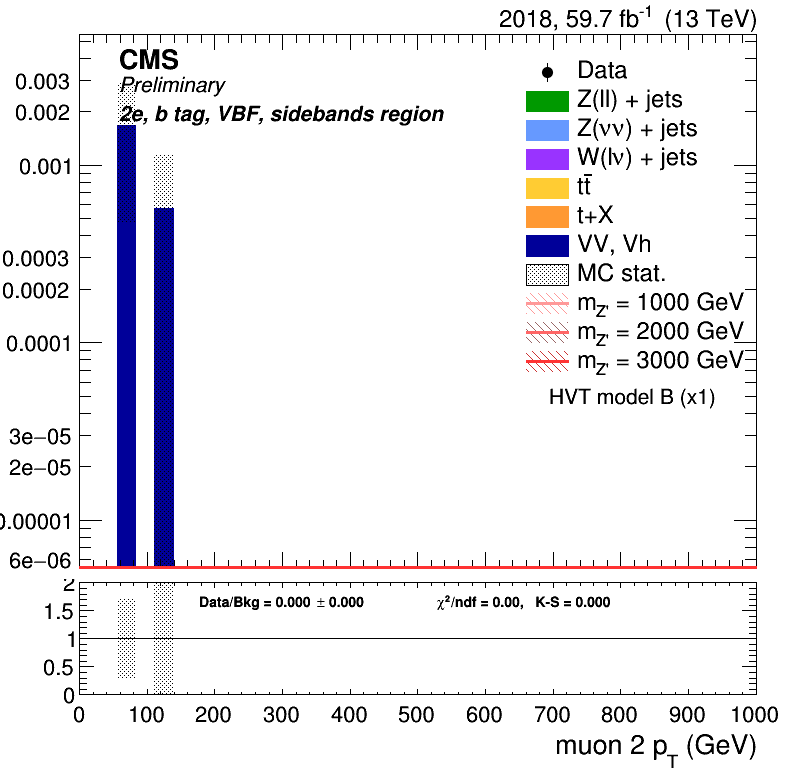 2018, 59.7 fb⁻¹ (13 TeV)
CMS
Preliminary
2e, b tag, VBF, sidebands region
Data
Z(ll) + jets
Z(νν) + jets
W(lν) + jets
tt̄
t+X
VV, Vh
MC stat.
m_Z' = 1000 GeV
m_Z' = 2000 GeV
m_Z' = 3000 GeV
HVT model B (x1)
0.003
0.002
0.001
0.0003
0.0002
0.0001
3e−05
2e−05
0.00001
6e−06
Data/Bkg = 0.000 ± 0.000
χ²/ndf = 0.00, K-S = 0.000
2
1.5
1
0.5
0
0 100 200 300 400 500 600 700 800 900 1000
muon 2 p_T (GeV)